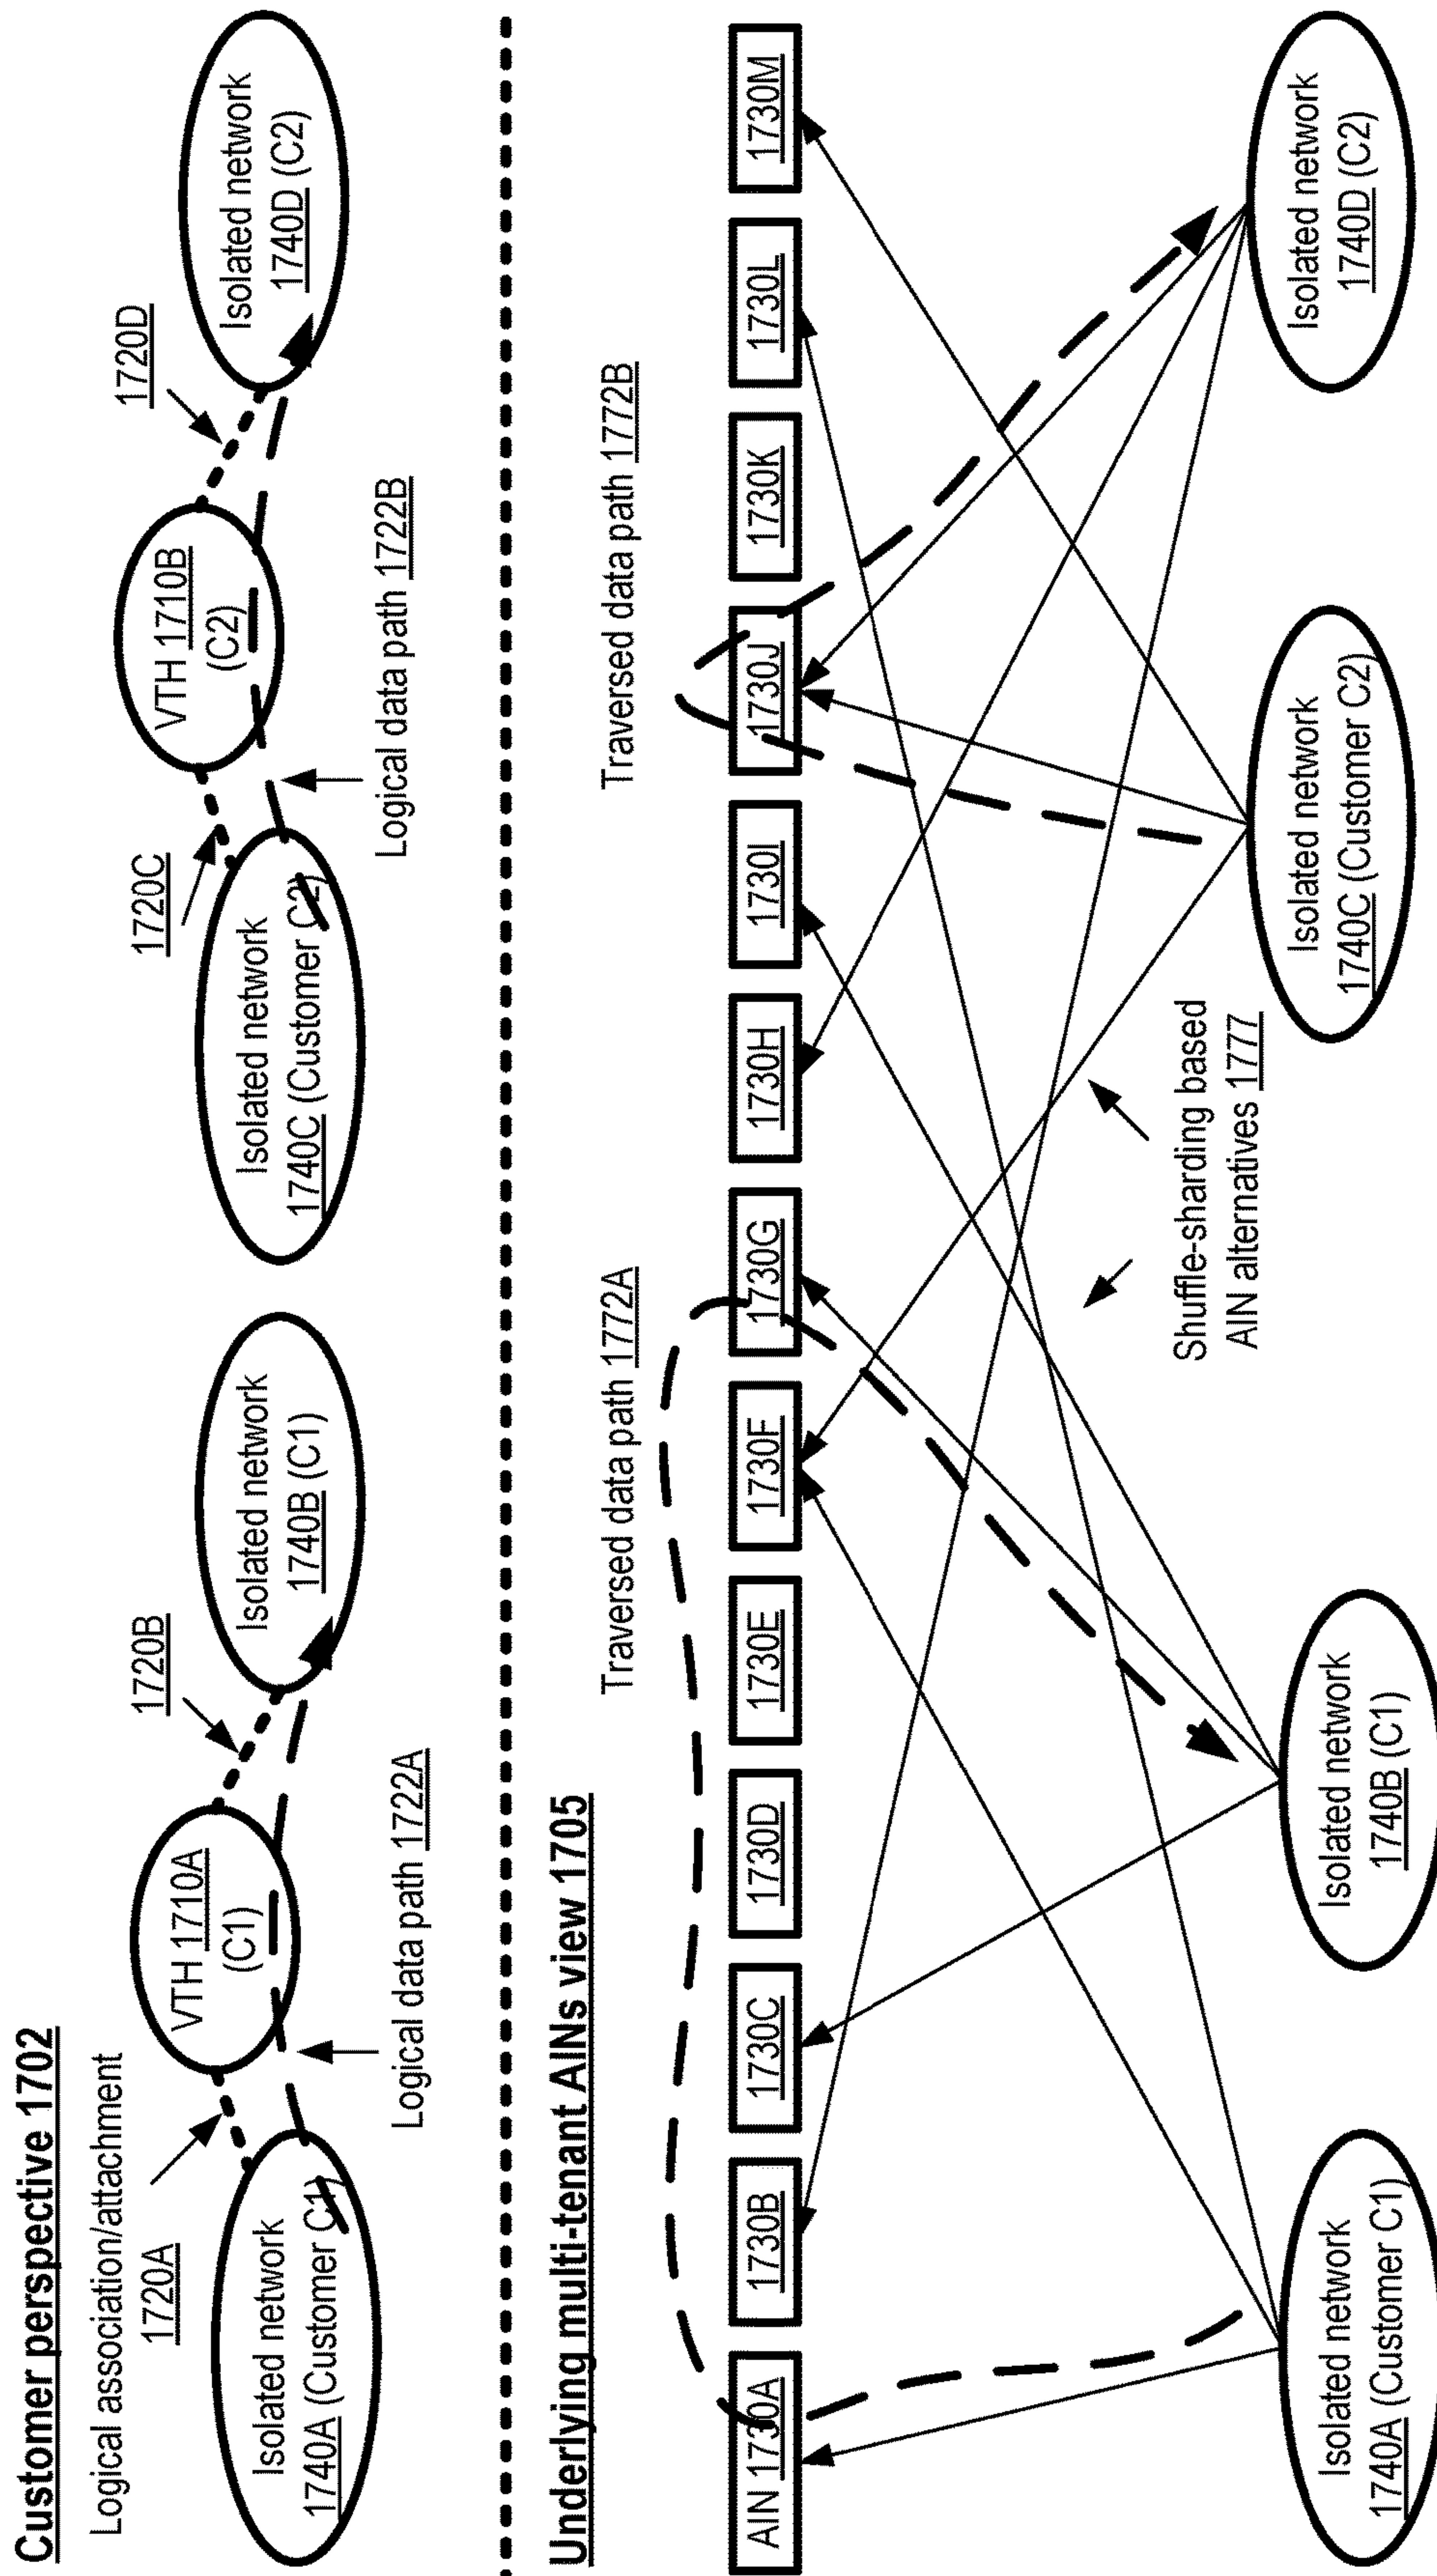 Customer perspective 1702
Logical association/attachment
1720A
Isolated network
1740A (Customer C1)
VTH 1710A
(C1)
1720B
Logical data path 1722A
Isolated network
1740B (C1)
1720C
Isolated network
1740C (Customer C2)
VTH 1710B
(C2)
1720D
Logical data path 1722B
Isolated network
1740D (C2)
Underlying multi-tenant AINs view 1705
Traversed data path 1772A
Traversed data path 1772B
AIN 1730A
1730B
1730C
1730D
1730E
1730F
1730G
1730H
1730I
1730J
1730K
1730L
1730M
Shuffle-sharding based
AIN alternatives 1777
Isolated network
1740A (Customer C1)
Isolated network
1740B (C1)
Isolated network
1740C (Customer C2)
Isolated network
1740D (C2)